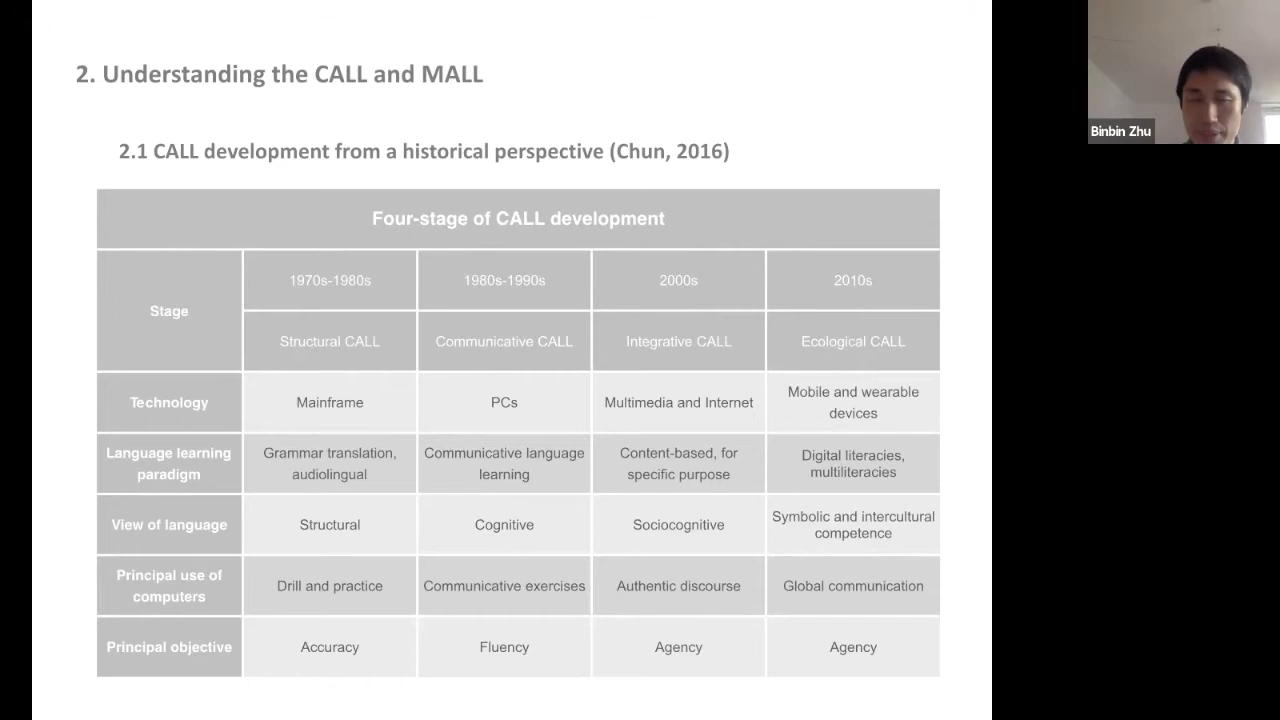 2. Understanding the CALL and MALL
Binbin Zhu
2.1 CALL development from a historical perspective (Chun, 2016)
Four-stage of CALL development
Stage
1970s-1980s
1980s-1990s
2000s
2010s
Structural CALL
Communicative CALL
Integrative CALL
Ecological CALL
Technology
Mainframe
PCs
Multimedia and Internet
Mobile and wearable
devices
Language learning
paradigm
Grammar translation,
audiolingual
Communicative language
learning
Content-based, for
specific purpose
Digital literacies,
multiliteracies
View of language
Structural
Cognitive
Sociocognitive
Symbolic and intercultural
competence
Principal use of
computers
Drill and practice
Communicative exercises
Authentic discourse
Global communication
Principal objective
Accuracy
Fluency
Agency
Agency